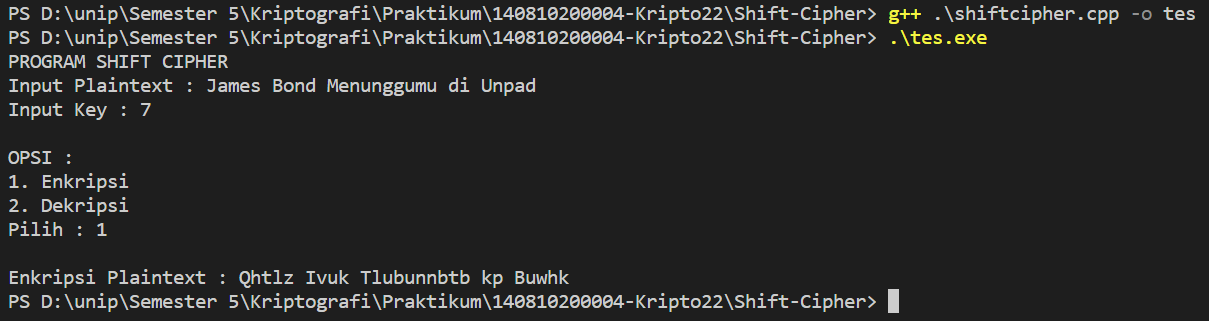 PS D:\unip\Semester 5\Kriptografi\Praktikum\140810200004-Kripto22\Shift-Cipher> g++ .\shiftcipher.cpp -o tes
PS D:\unip\Semester 5\Kriptografi\Praktikum\140810200004-Kripto22\Shift-Cipher> .\tes.exe
PROGRAM SHIFT CIPHER
Input Plaintext : James Bond Menunggumu di Unpad
Input Key : 7
OPSI :
1. Enkripsi
2. Dekripsi
Pilih : 1
Enkripsi Plaintext : Qhtlz Ivuk Tlubunnbtb kp Buwhk
PS D:\unip\Semester 5\Kriptografi\Praktikum\140810200004-Kripto22\Shift-Cipher>